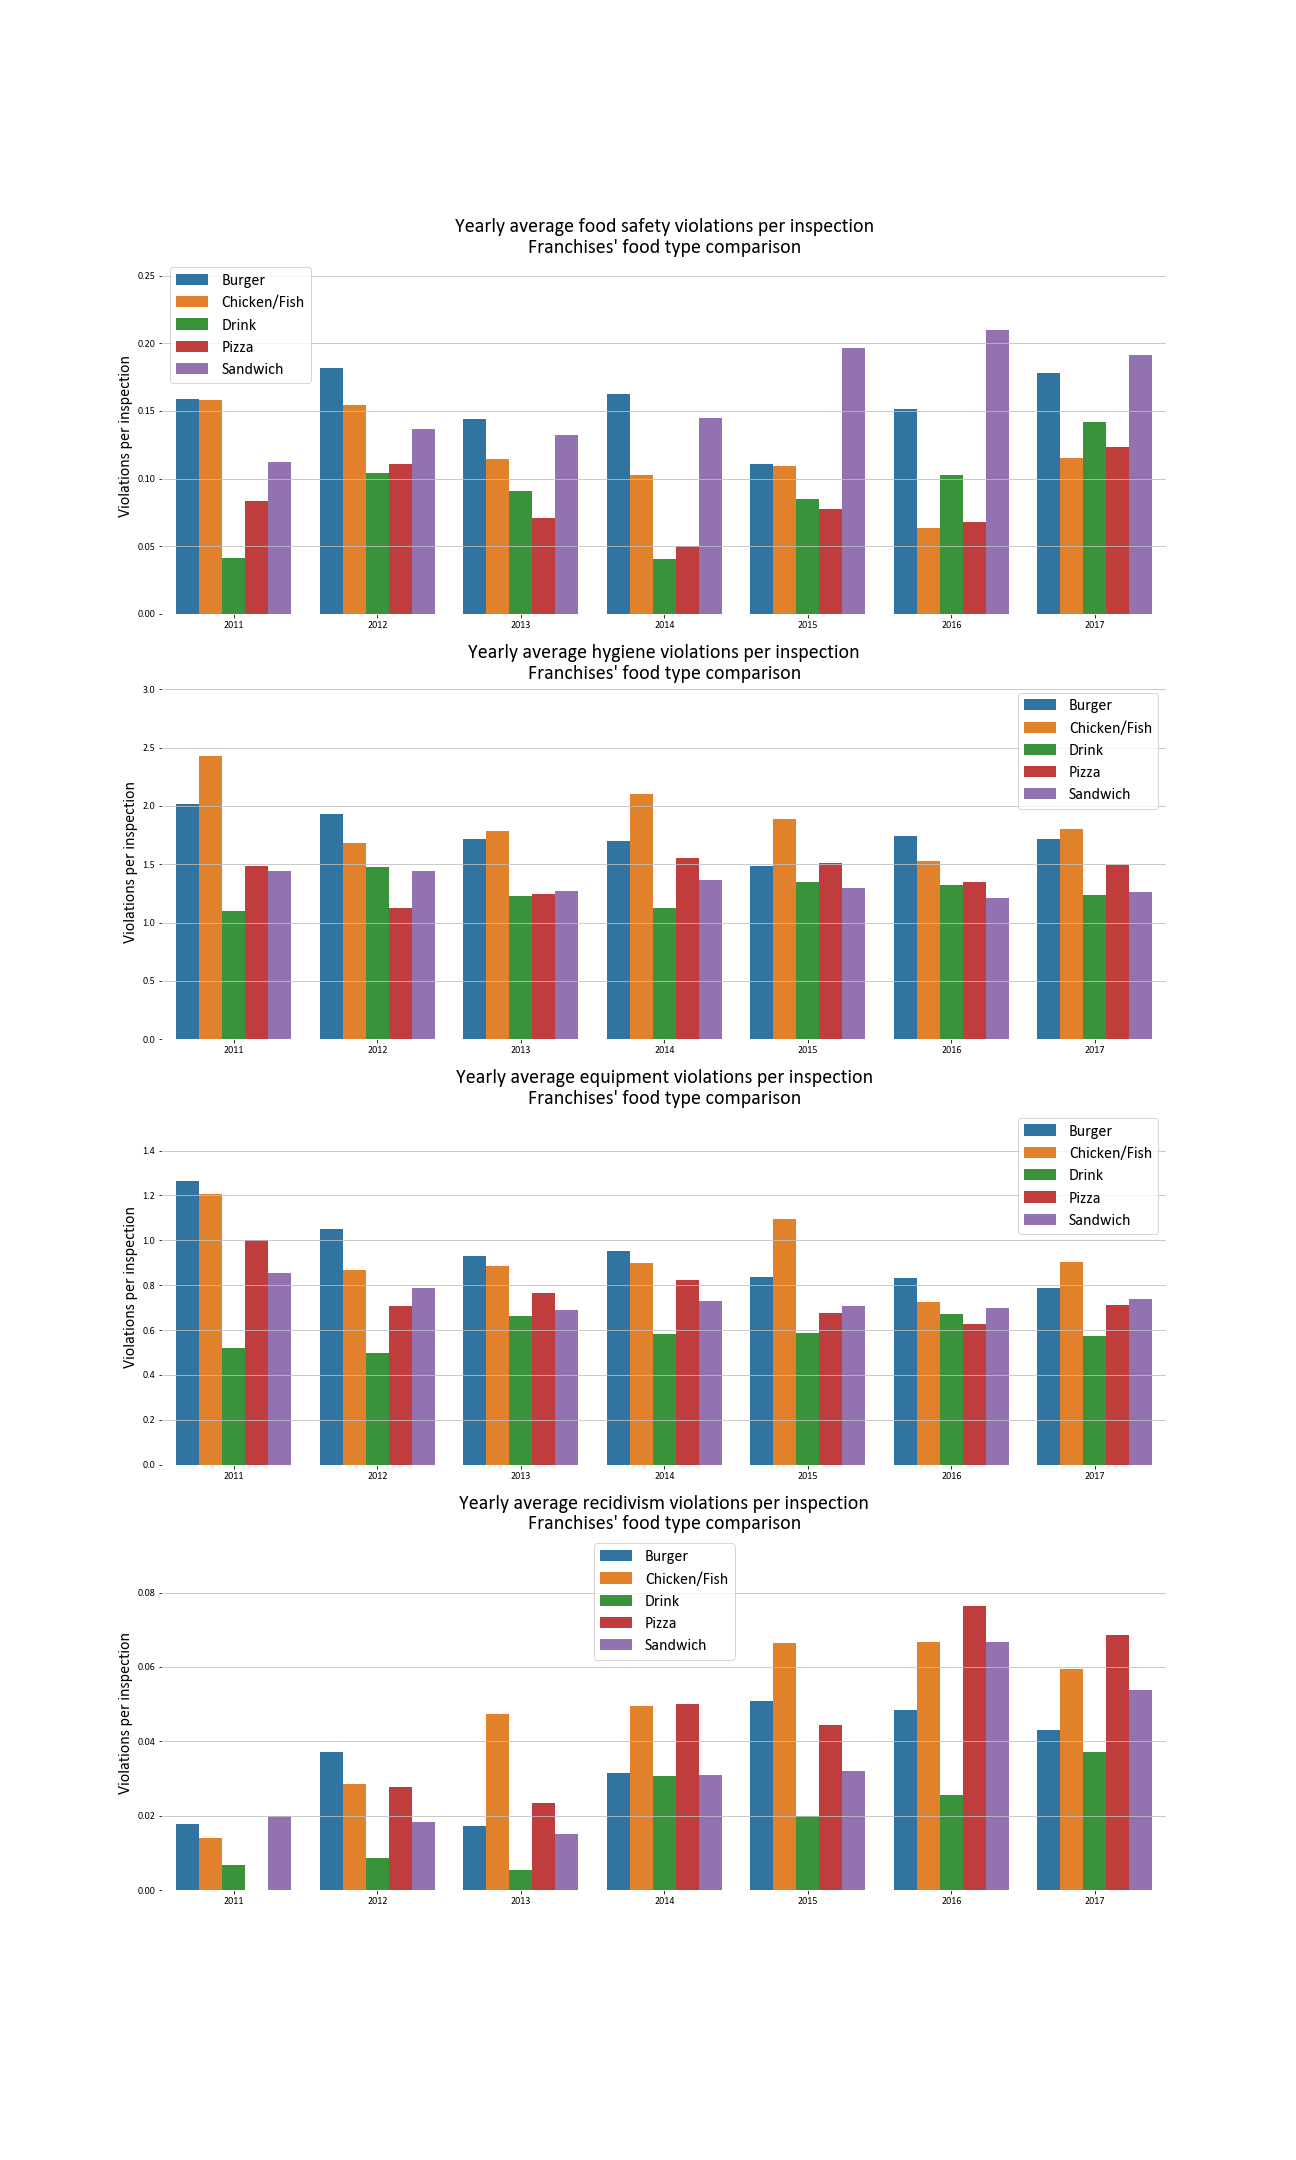 Yearly average food safety violations per inspection
Franchises' food type comparison
Burger
Chicken/Fish
Drink
Pizza
Sandwich
Violations per inspection
0.25
0.20
0.15
0.10
0.05
0.00
2011 2012 2013 2014 2015 2016 2017
Yearly average hygiene violations per inspection
Franchises' food type comparison
Burger
Chicken/Fish
Drink
Pizza
Sandwich
Violations per inspection
3.0
2.5
2.0
1.5
1.0
0.5
0.0
2011 2012 2013 2014 2015 2016 2017
Yearly average equipment violations per inspection
Franchises' food type comparison
Burger
Chicken/Fish
Drink
Pizza
Sandwich
Violations per inspection
1.4
1.2
1.0
0.8
0.6
0.4
0.2
0.0
2011 2012 2013 2014 2015 2016 2017
Yearly average recidivism violations per inspection
Franchises' food type comparison
Burger
Chicken/Fish
Drink
Pizza
Sandwich
Violations per inspection
0.08
0.06
0.04
0.02
0.00
2011 2012 2013 2014 2015 2016 2017